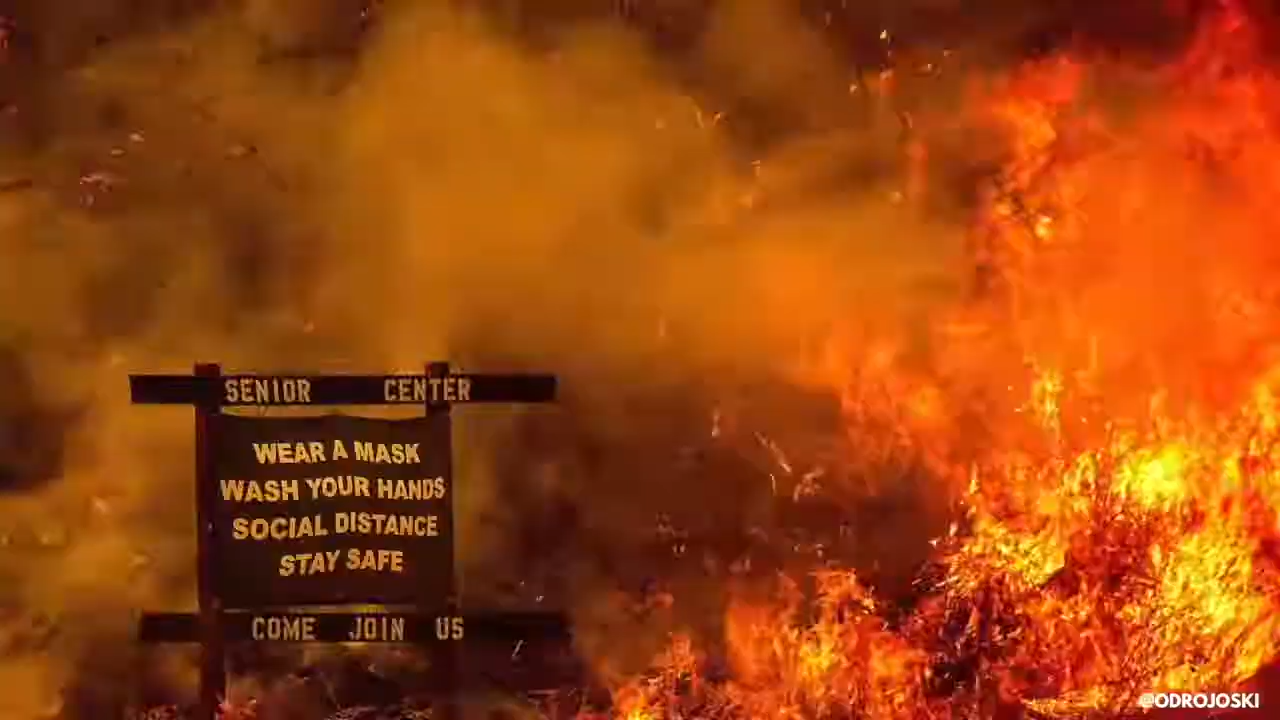 SENIOR CENTER
WEAR A MASK
WASH YOUR HANDS
SOCIAL DISTANCE
STAY SAFE
COME JOIN US
@ODROJOSKI